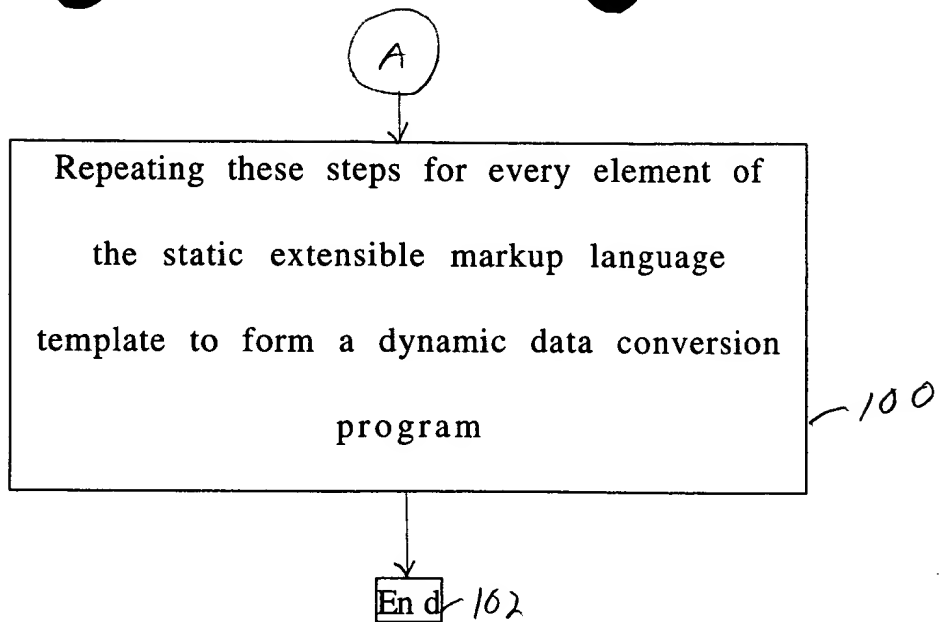 A
Repeating these steps for every element of
the static extensible markup language
template to form a dynamic data conversion
program
100
End
102